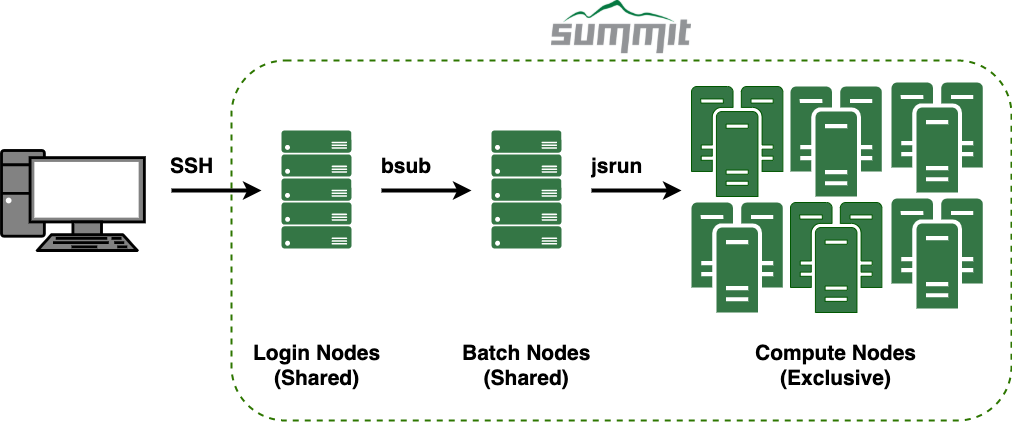 summit
SSH
bsub
jsrun
Login Nodes
(Shared)
Batch Nodes
(Shared)
Compute Nodes
(Exclusive)